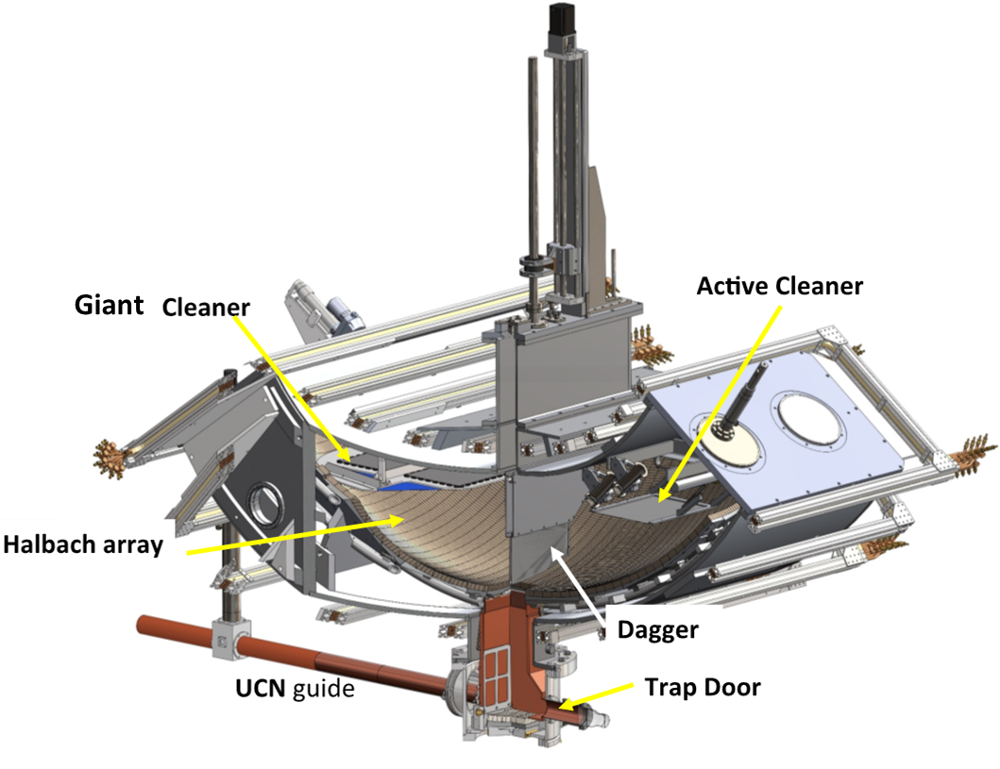 Active Cleaner
Giant Cleaner
Halbach array
Dagger
UCN guide
Trap Door